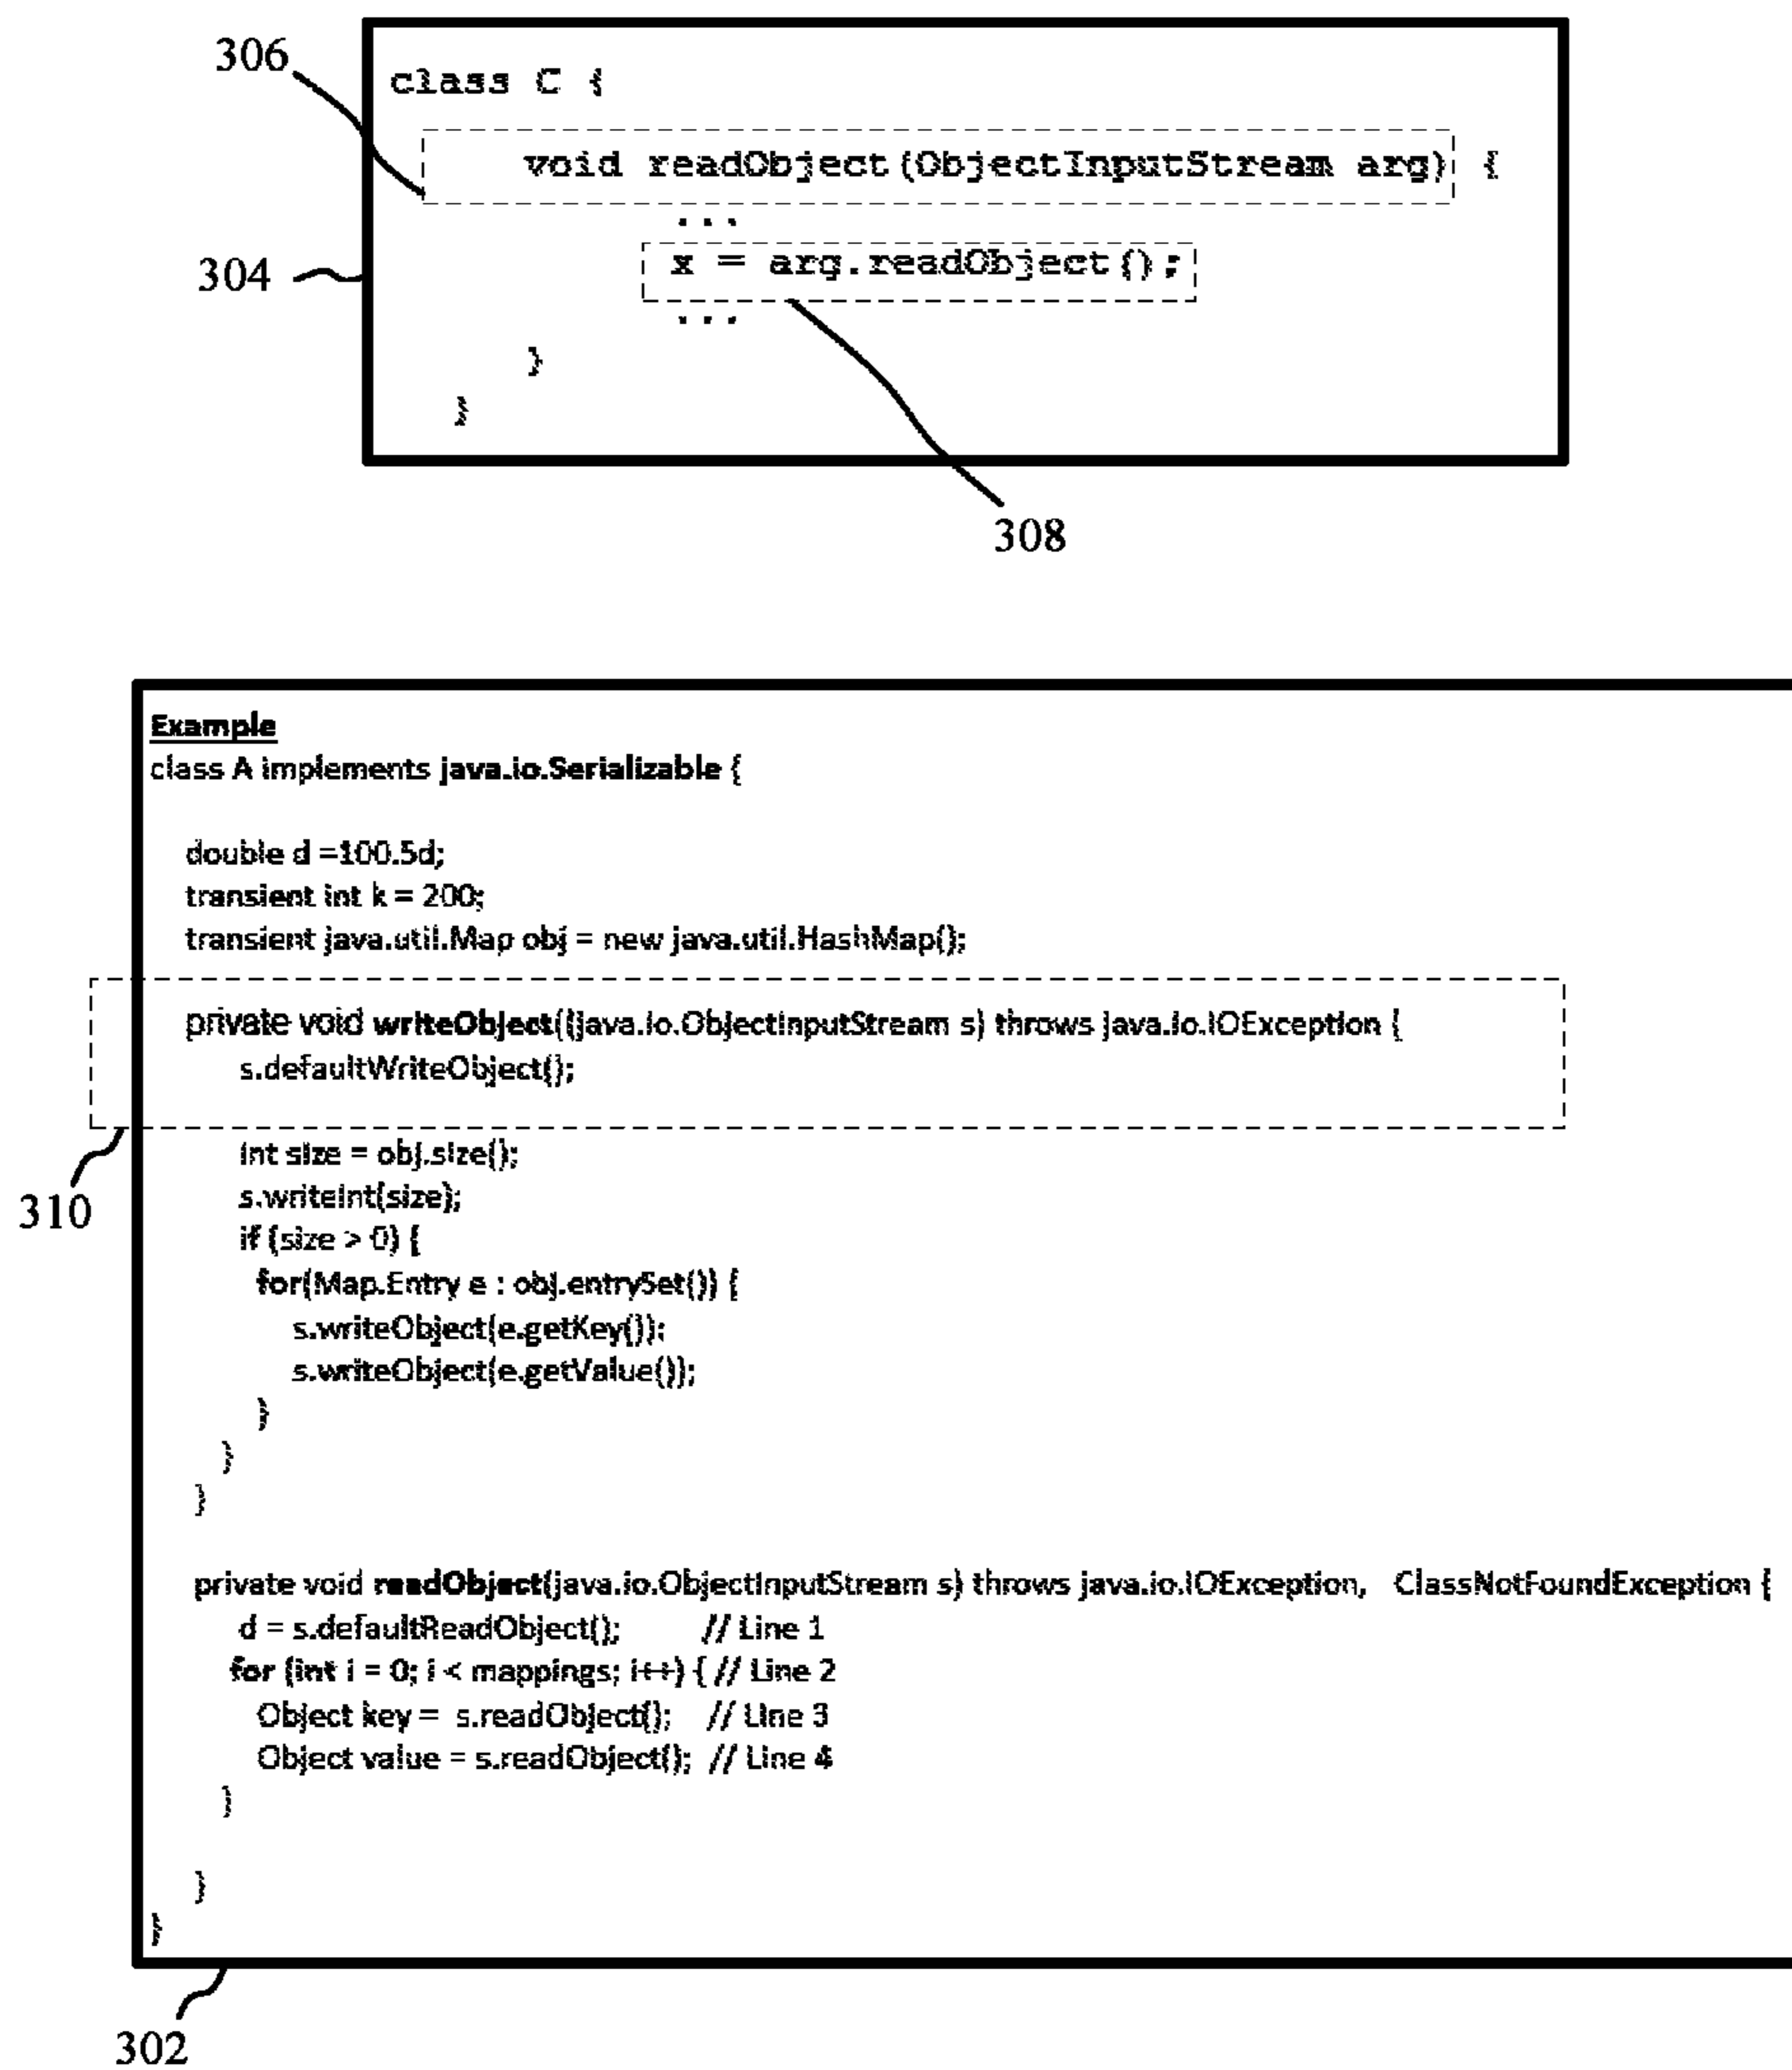 306
class C {
void readObject(ObjectInputStream arg) {
...
304
x = arg.readObject();
...
}
}
308
Example
class A implements java.io.Serializable {
double d =100.5d;
transient int k = 200;
transient java.util.Map obj = new java.util.HashMap();
private void writeObject((java.io.ObjectInputStream s) throws java.io.IOException {
s.defaultWriteObject();
int size = obj.size();
310
s.writeInt(size);
if (size > 0) {
for(Map.Entry e : obj.entrySet()) {
s.writeObject(e.getKey());
s.writeObject(e.getValue());
}
}
}
private void readObject(java.io.ObjectInputStream s) throws java.io.IOException, ClassNotFoundException {
d = s.defaultReadObject(); // Line 1
for (int i = 0; i < mappings; i++) { // Line 2
Object key = s.readObject(); // Line 3
Object value = s.readObject(); // Line 4
}
}
}
302